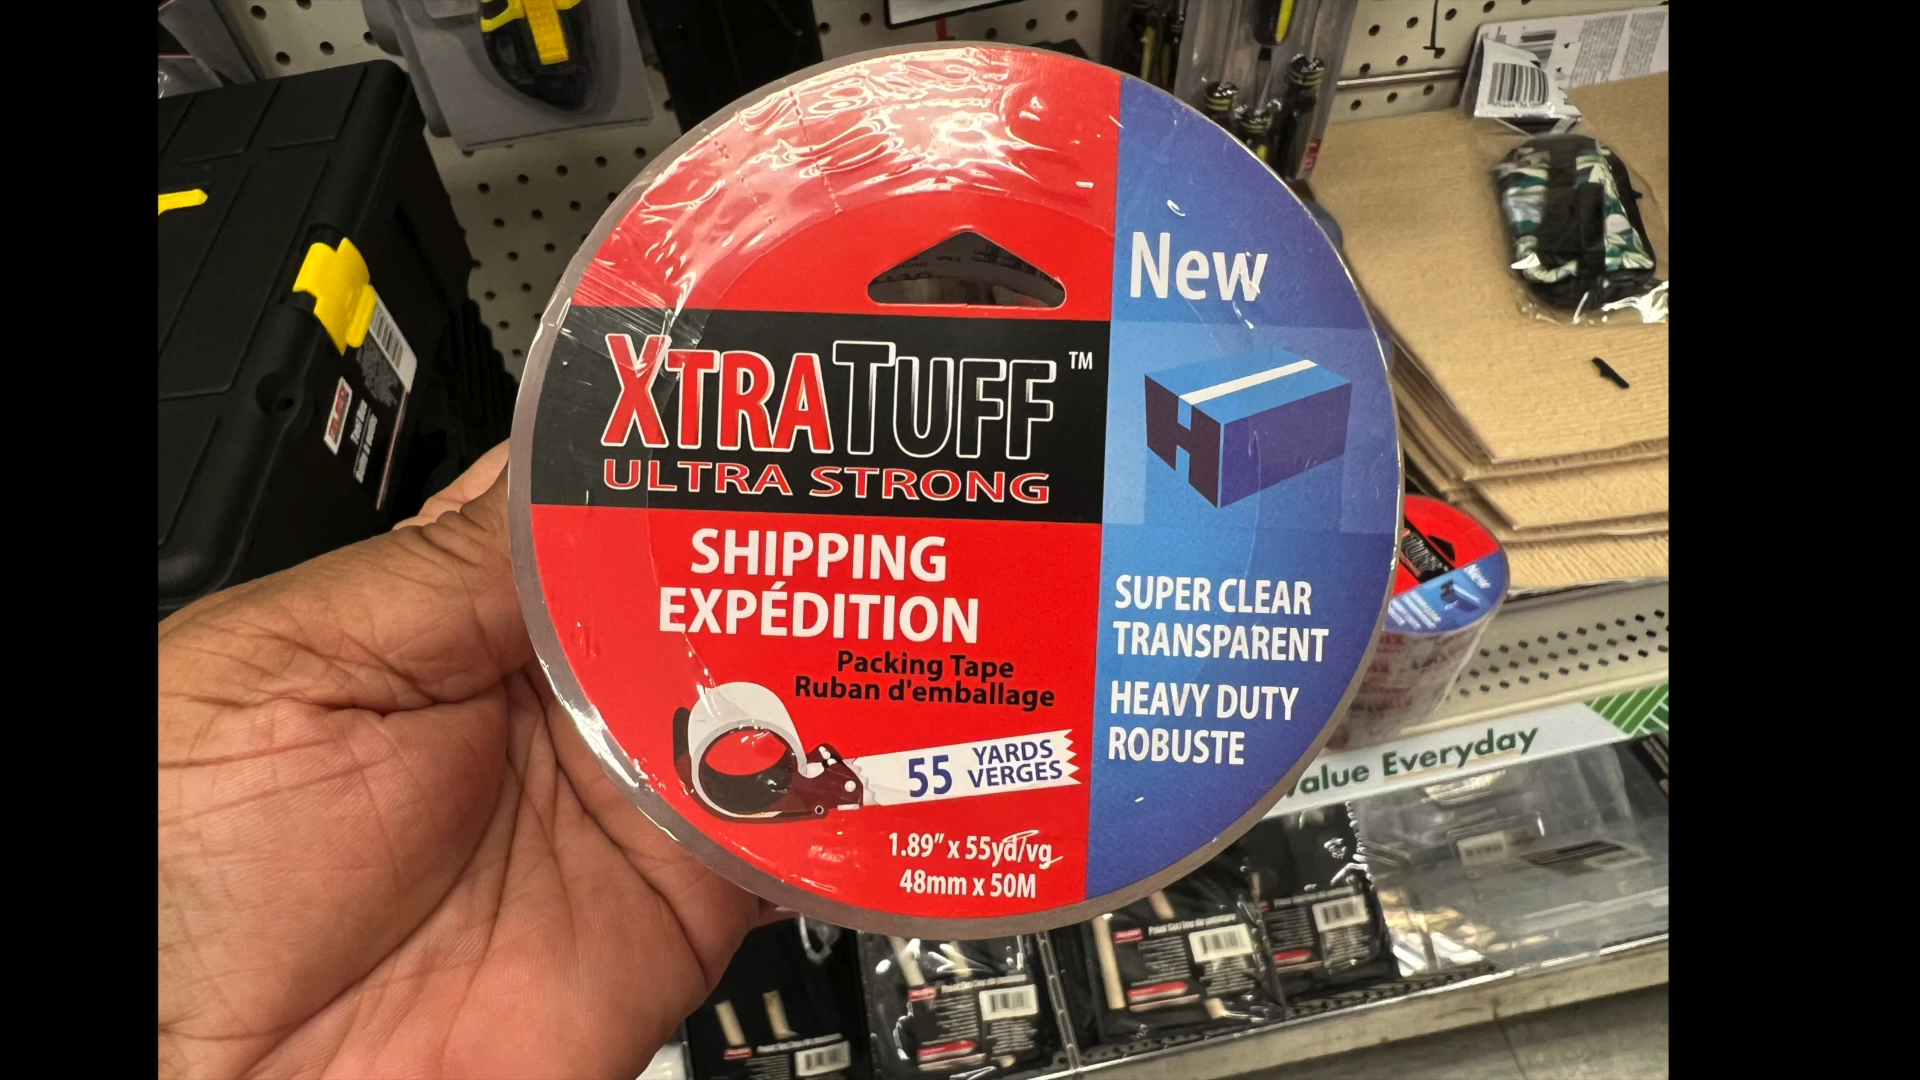 New
XTRATUFF™
ULTRA STRONG
SHIPPING
EXPÉDITION
Packing Tape
Ruban d'emballage
55 YARDS
VERGES
1.89" x 55yd/vg
48mm x 50M
SUPER CLEAR
TRANSPARENT
HEAVY DUTY
ROBUSTE
New
Value Everyday